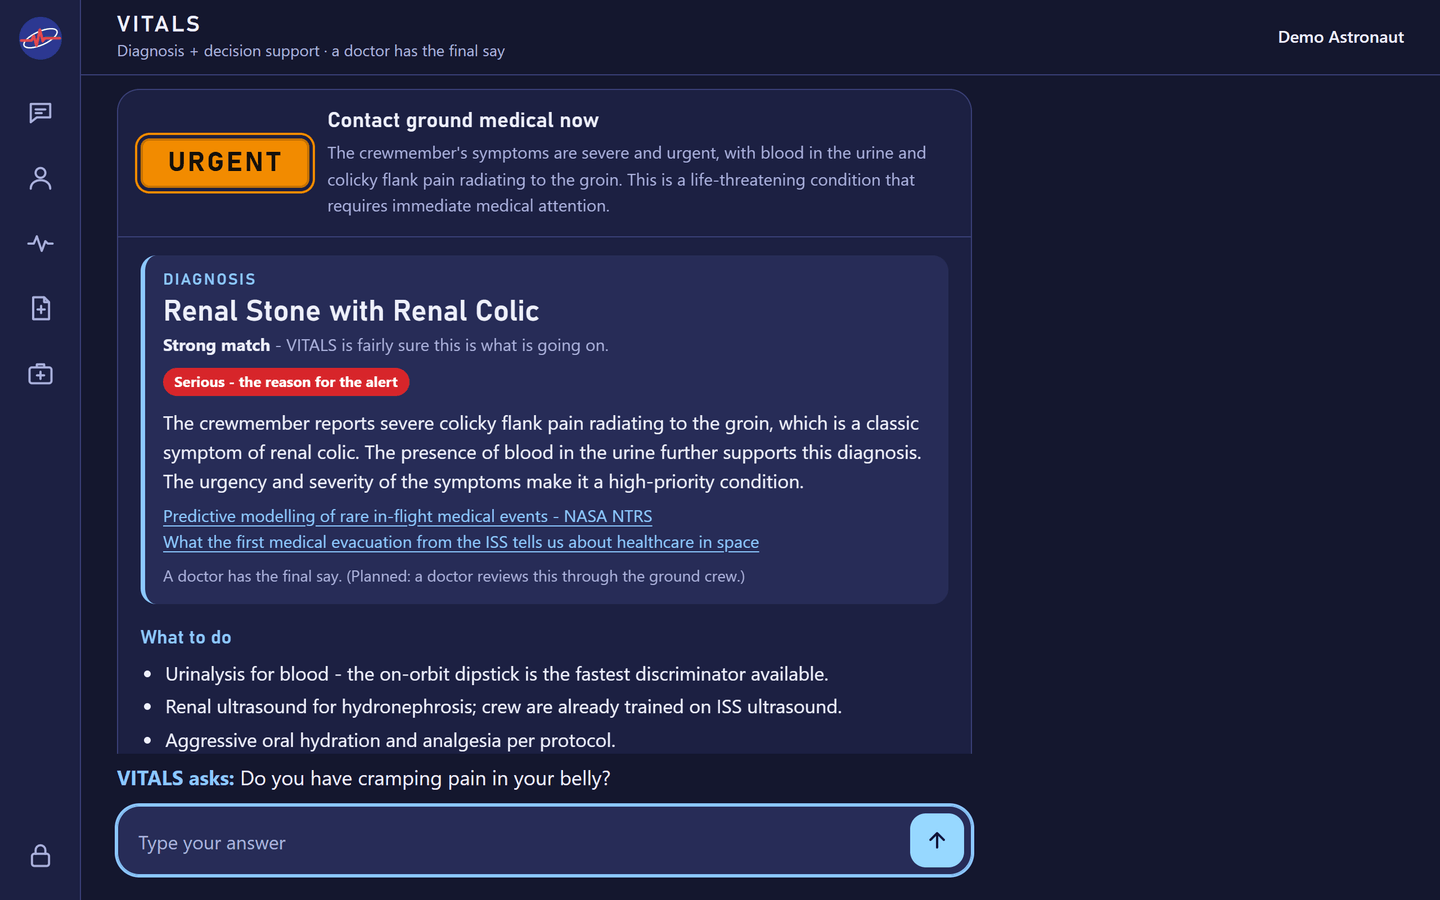 VITALS
Diagnosis + decision support · a doctor has the final say
Demo Astronaut
URGENT
Contact ground medical now
The crewmember's symptoms are severe and urgent, with blood in the urine and
colicky flank pain radiating to the groin. This is a life-threatening condition that
requires immediate medical attention.
DIAGNOSIS
Renal Stone with Renal Colic
Strong match - VITALS is fairly sure this is what is going on.
Serious - the reason for the alert
The crewmember reports severe colicky flank pain radiating to the groin, which is a classic
symptom of renal colic. The presence of blood in the urine further supports this diagnosis.
The urgency and severity of the symptoms make it a high-priority condition.
Predictive modelling of rare in-flight medical events - NASA NTRS
What the first medical evacuation from the ISS tells us about healthcare in space
A doctor has the final say. (Planned: a doctor reviews this through the ground crew.)
What to do
• Urinalysis for blood - the on-orbit dipstick is the fastest discriminator available.
• Renal ultrasound for hydronephrosis; crew are already trained on ISS ultrasound.
• Aggressive oral hydration and analgesia per protocol.
VITALS asks: Do you have cramping pain in your belly?
Type your answer